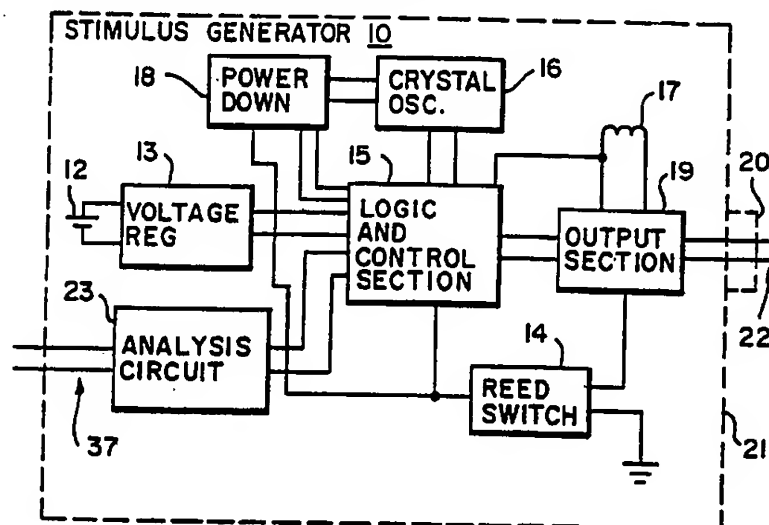 STIMULUS GENERATOR 10
18
POWER
DOWN
CRYSTAL
OSC.
16
17
12
13
VOLTAGE
REG
15
LOGIC
AND
CONTROL
SECTION
19
OUTPUT
SECTION
20
22
23
ANALYSIS
CIRCUIT
14
REED
SWITCH
21
37